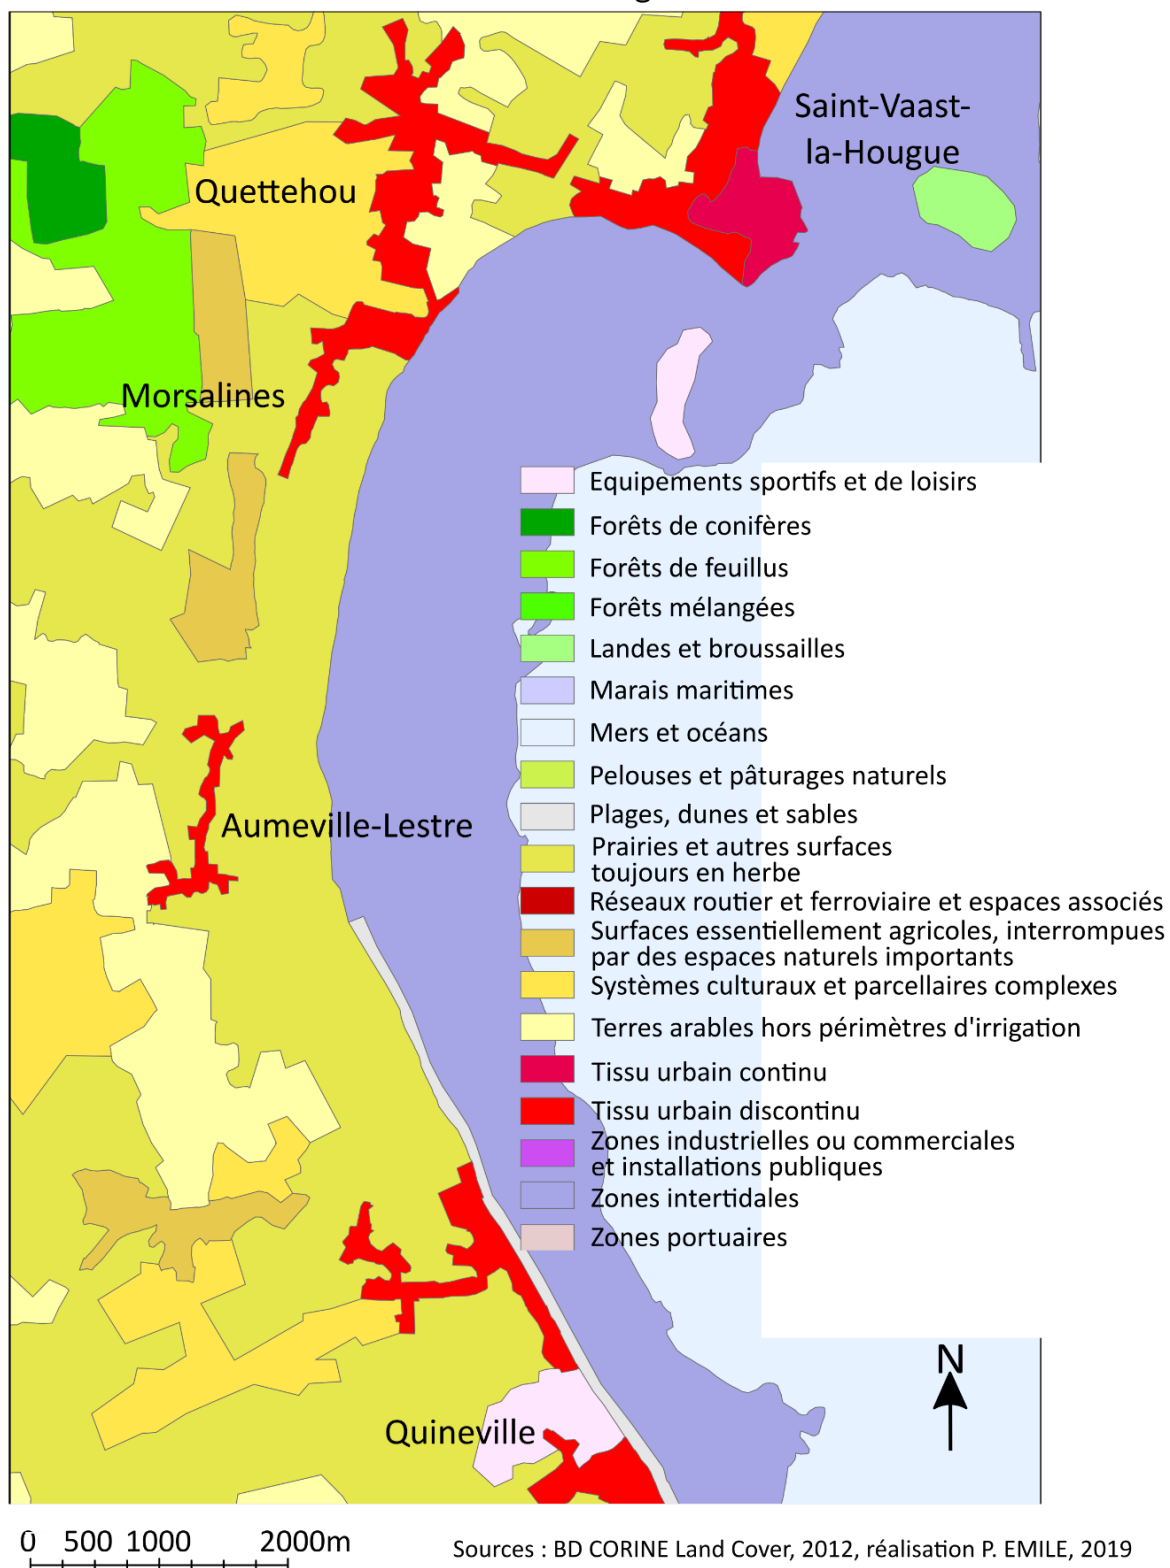 Saint-Vaast-
la-Hougue
Quettehou
Morsalines
Equipements sportifs et de loisirs
Forêts de conifères
Forêts de feuillus
Forêts mélangées
Landes et broussailles
Marais maritimes
Mers et océans
Pelouses et pâturages naturels
Plages, dunes et sables
Aumeville-Lestre
Prairies et autres surfaces
toujours en herbe
Réseaux routier et ferroviaire et espaces associés
Surfaces essentiellement agricoles, interrompues
par des espaces naturels importants
Systèmes culturaux et parcellaires complexes
Terres arables hors périmètres d'irrigation
Tissu urbain continu
Tissu urbain discontinu
Zones industrielles ou commerciales
et installations publiques
Zones intertidales
Zones portuaires
N
Quineville
0 500 1000 2000m
Sources : BD CORINE Land Cover, 2012, réalisation P. EMILE, 2019